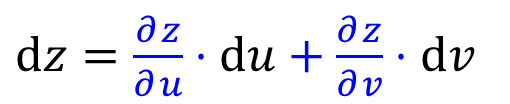 dz = ∂z/∂u · du + ∂z/∂v · dv